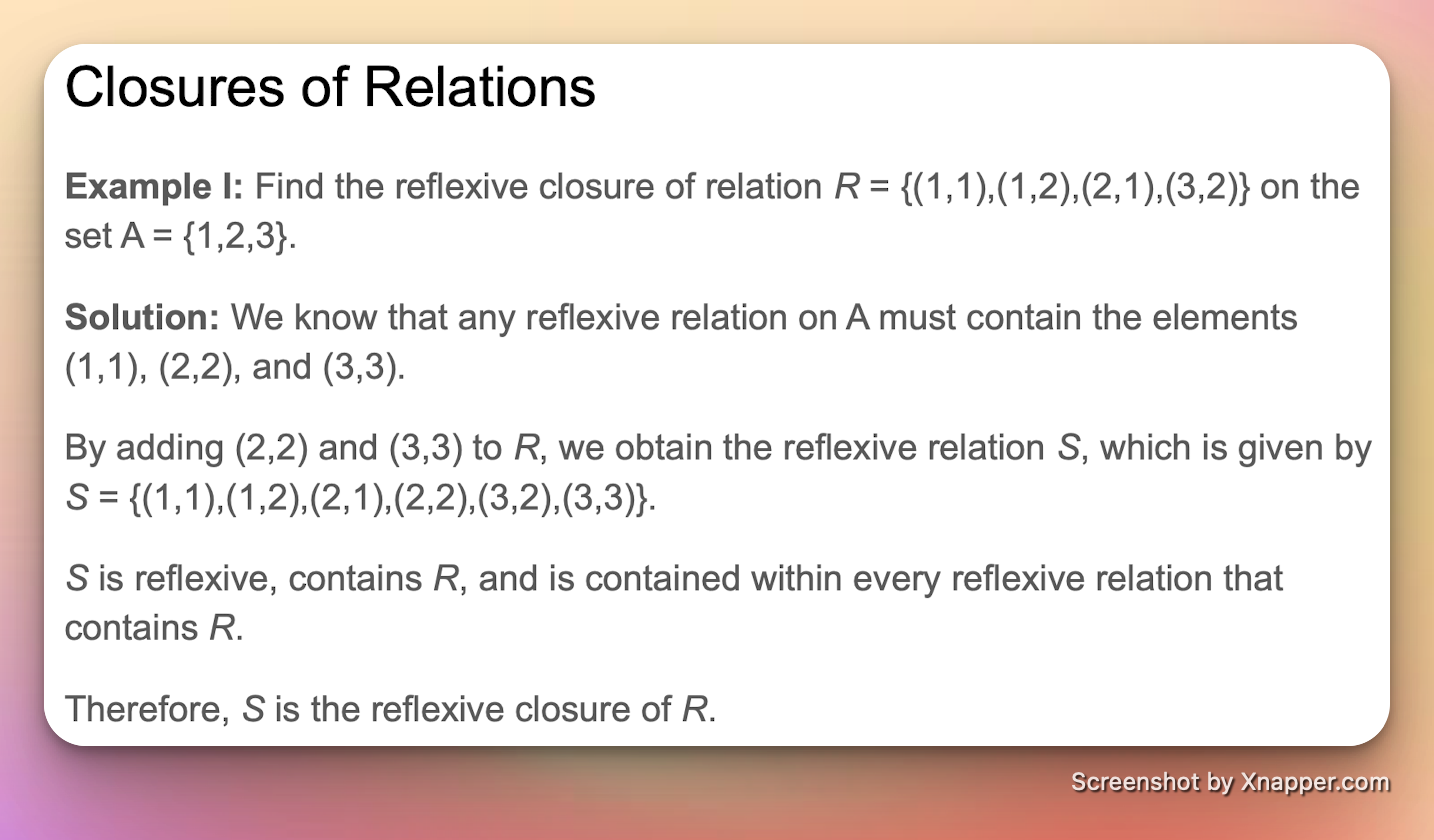 Closures of Relations
Example I: Find the reflexive closure of relation R = {(1,1),(1,2),(2,1),(3,2)} on the
set A = {1,2,3}.
Solution: We know that any reflexive relation on A must contain the elements
(1,1), (2,2), and (3,3).
By adding (2,2) and (3,3) to R, we obtain the reflexive relation S, which is given by
S = {(1,1),(1,2),(2,1),(2,2),(3,2),(3,3)}.
S is reflexive, contains R, and is contained within every reflexive relation that
contains R.
Therefore, S is the reflexive closure of R.
Screenshot by Xnapper.com